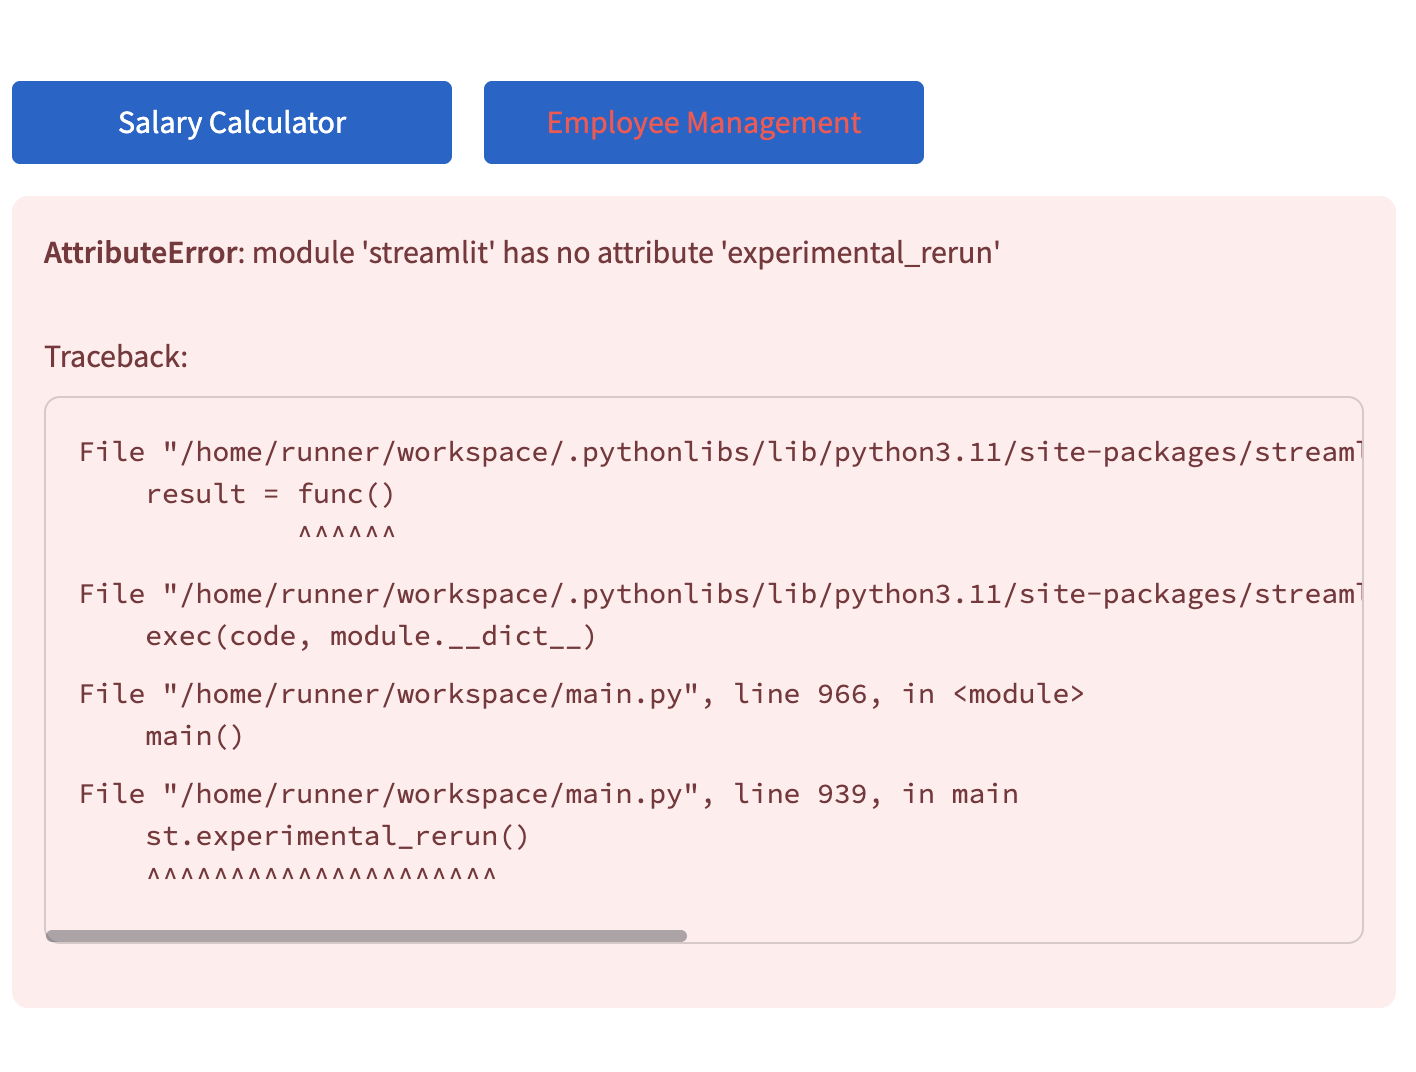 Salary Calculator
Employee Management
AttributeError: module 'streamlit' has no attribute 'experimental_rerun'
Traceback:
File "/home/runner/workspace/.pythonlibs/lib/python3.11/site-packages/streaml
result = func()
^^^^^^
File "/home/runner/workspace/.pythonlibs/lib/python3.11/site-packages/streaml
exec(code, module.__dict__)
File "/home/runner/workspace/main.py", line 966, in <module>
main()
File "/home/runner/workspace/main.py", line 939, in main
st.experimental_rerun()
^^^^^^^^^^^^^^^^^^^^^